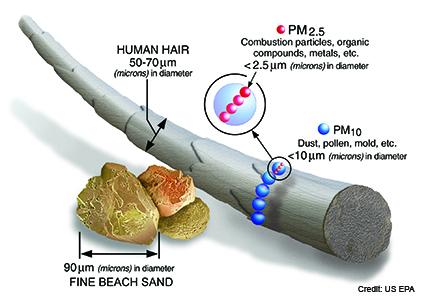 PM2.5
Combustion particles, organic
compounds, metals, etc.
<2.5μm (microns) in diameter
HUMAN HAIR
50-70μm
(microns) in diameter
PM10
Dust, pollen, mold, etc.
<10μm (microns) in diameter
90μm (microns) in diameter
FINE BEACH SAND
Credit: US EPA